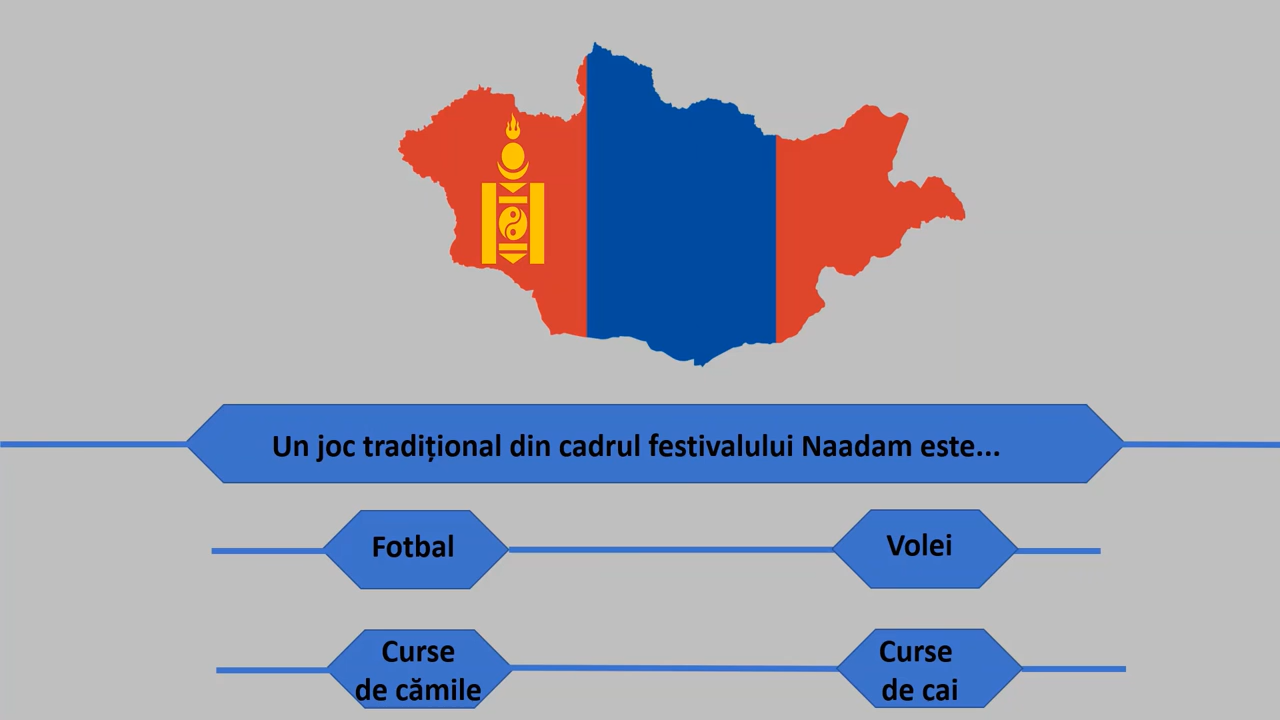 Un joc tradițional din cadrul festivalului Naadam este...
Fotbal
Volei
Curse
de cămile
Curse
de cai